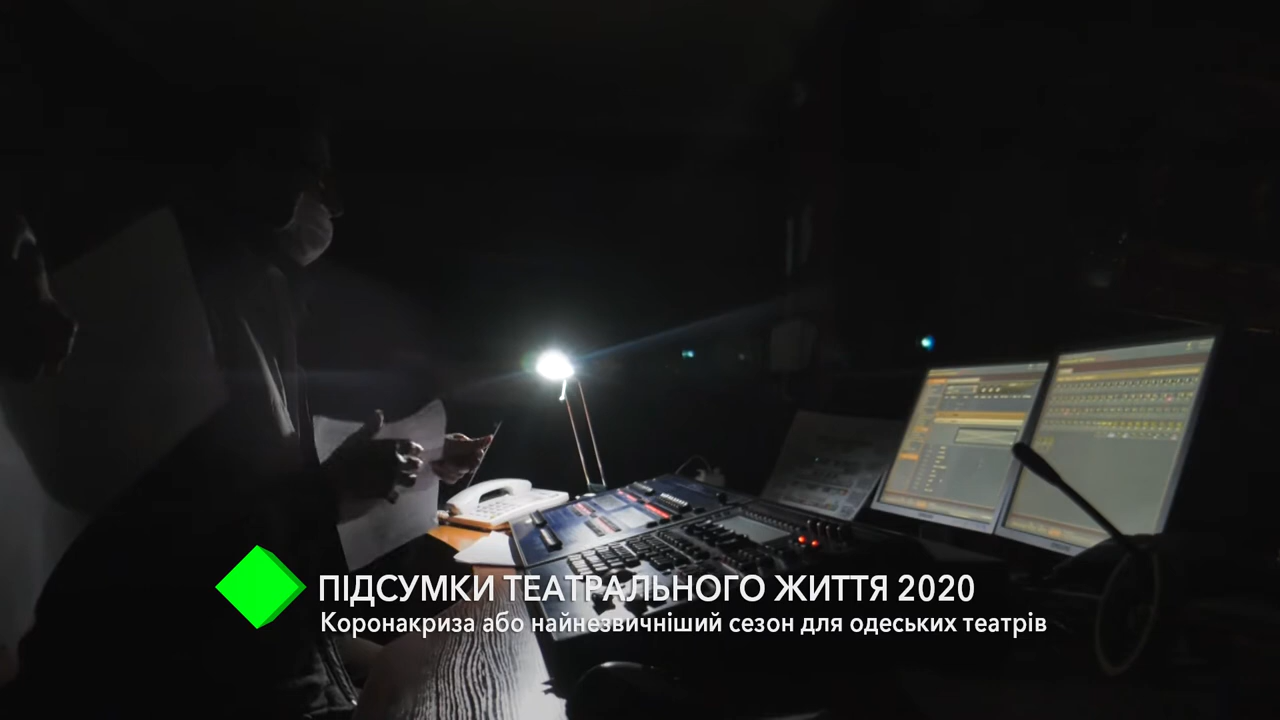 ПІДСУМКИ ТЕАТРАЛЬНОГО ЖИТТЯ 2020
Коронакриза або найнезвичніший сезон для одеських театрів